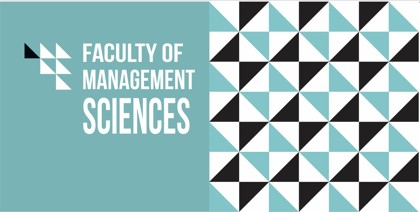 FACULTY OF
MANAGEMENT
SCIENCES